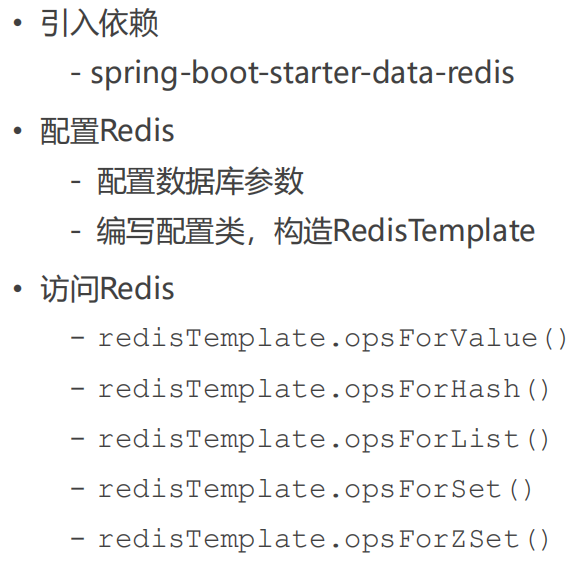 • 引入依赖
- spring-boot-starter-data-redis
• 配置Redis
- 配置数据库参数
- 编写配置类，构造RedisTemplate
• 访问Redis
- redisTemplate.opsForValue()
- redisTemplate.opsForHash()
- redisTemplate.opsForList()
- redisTemplate.opsForSet()
- redisTemplate.opsForZSet()